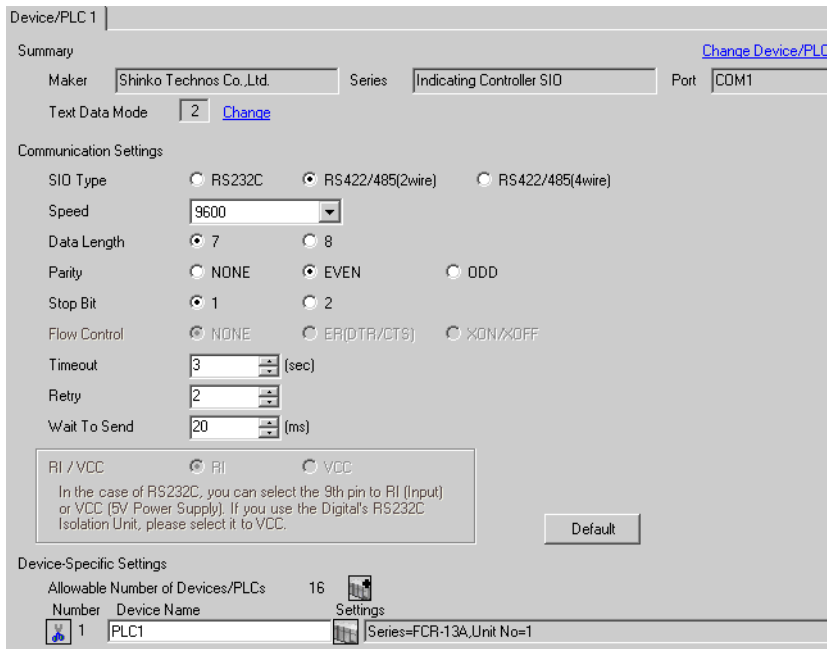 Device/PLC 1
Summary Change Device/PLC
Maker Shinko Technos Co.,Ltd. Series Indicating Controller SIO Port COM1
Text Data Mode 2 Change
Communication Settings
SIO Type RS232C RS422/485(2wire) RS422/485(4wire)
Speed 9600
Data Length 7 8
Parity NONE EVEN ODD
Stop Bit 1 2
Flow Control NONE ER(DTR/CTS) XON/XOFF
Timeout 3 (sec)
Retry 2
Wait To Send 20 (ms)
RI / VCC RI VCC
In the case of RS232C, you can select the 9th pin to RI (Input)
or VCC (5V Power Supply). If you use the Digital's RS232C
Isolation Unit, please select it to VCC.
Default
Device-Specific Settings
Allowable Number of Devices/PLCs 16
Number Device Name Settings
1 PLC1 Series=FCR-13A,Unit No=1